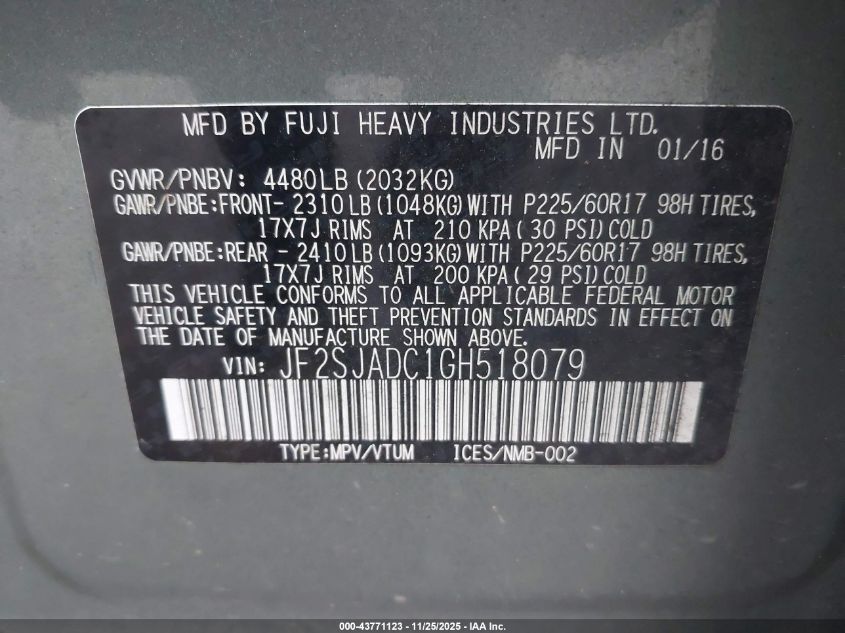 MFD BY FUJI HEAVY INDUSTRIES LTD.
MFD IN 01/16
GVWR/PNBV: 4480LB (2032KG)
GAWR/PNBE:FRONT- 2310LB (1048KG) WITH P225/60R17 98H TIRES,
17X7J RIMS AT 210 KPA (30 PSI) COLD
GAWR/PNBE:REAR - 2410LB (1093KG) WITH P225/60R17 98H TIRES,
17X7J RIMS AT 200 KPA (29 PSI) COLD
THIS VEHICLE CONFORMS TO ALL APPLICABLE FEDERAL MOTOR
VEHICLE SAFETY AND THEFT PREVENTION STANDARDS IN EFFECT ON
THE DATE OF MANUFACTURE SHOWN ABOVE.
VIN: JF2SJADC1GH518079
TYPE:MPV/VTUM ICES/NMB-002
000-43771123 - 11/25/2025 - IAA Inc.